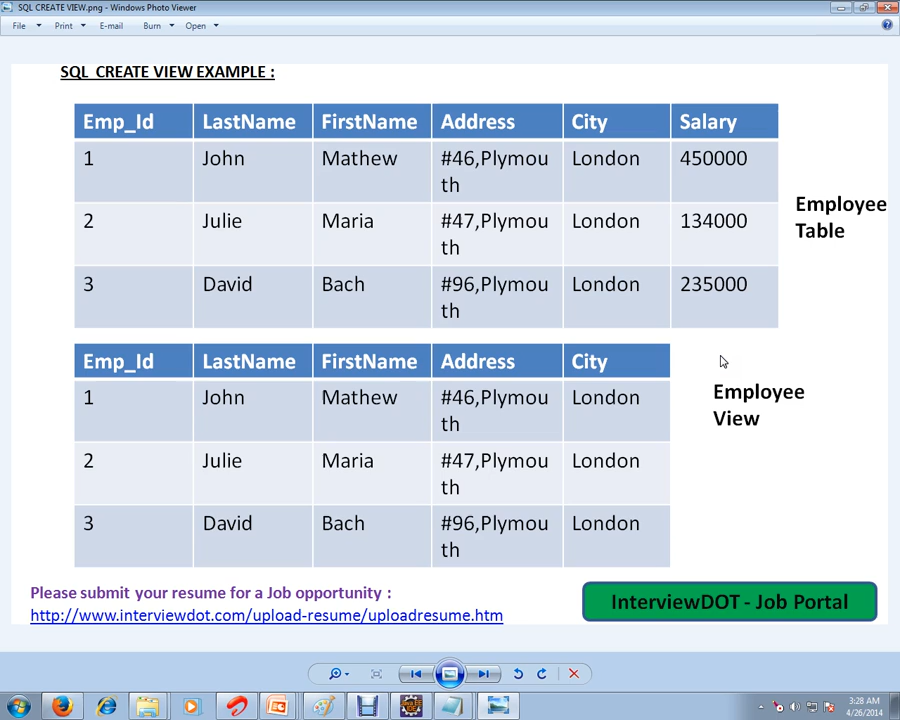 SQL CREATE VIEW.png - Windows Photo Viewer
File Print E-mail Burn Open
SQL CREATE VIEW EXAMPLE :
Emp_Id LastName FirstName Address City Salary
1 John Mathew #46,Plymou London 450000
th
2 Julie Maria #47,Plymou London 134000
th
3 David Bach #96,Plymou London 235000
th
Employee
Table
Emp_Id LastName FirstName Address City
1 John Mathew #46,Plymou London
th
2 Julie Maria #47,Plymou London
th
3 David Bach #96,Plymou London
th
Employee
View
Please submit your resume for a Job opportunity :
http://www.interviewdot.com/upload-resume/uploadresume.htm
InterviewDOT - Job Portal
3:28 AM
4/26/2014